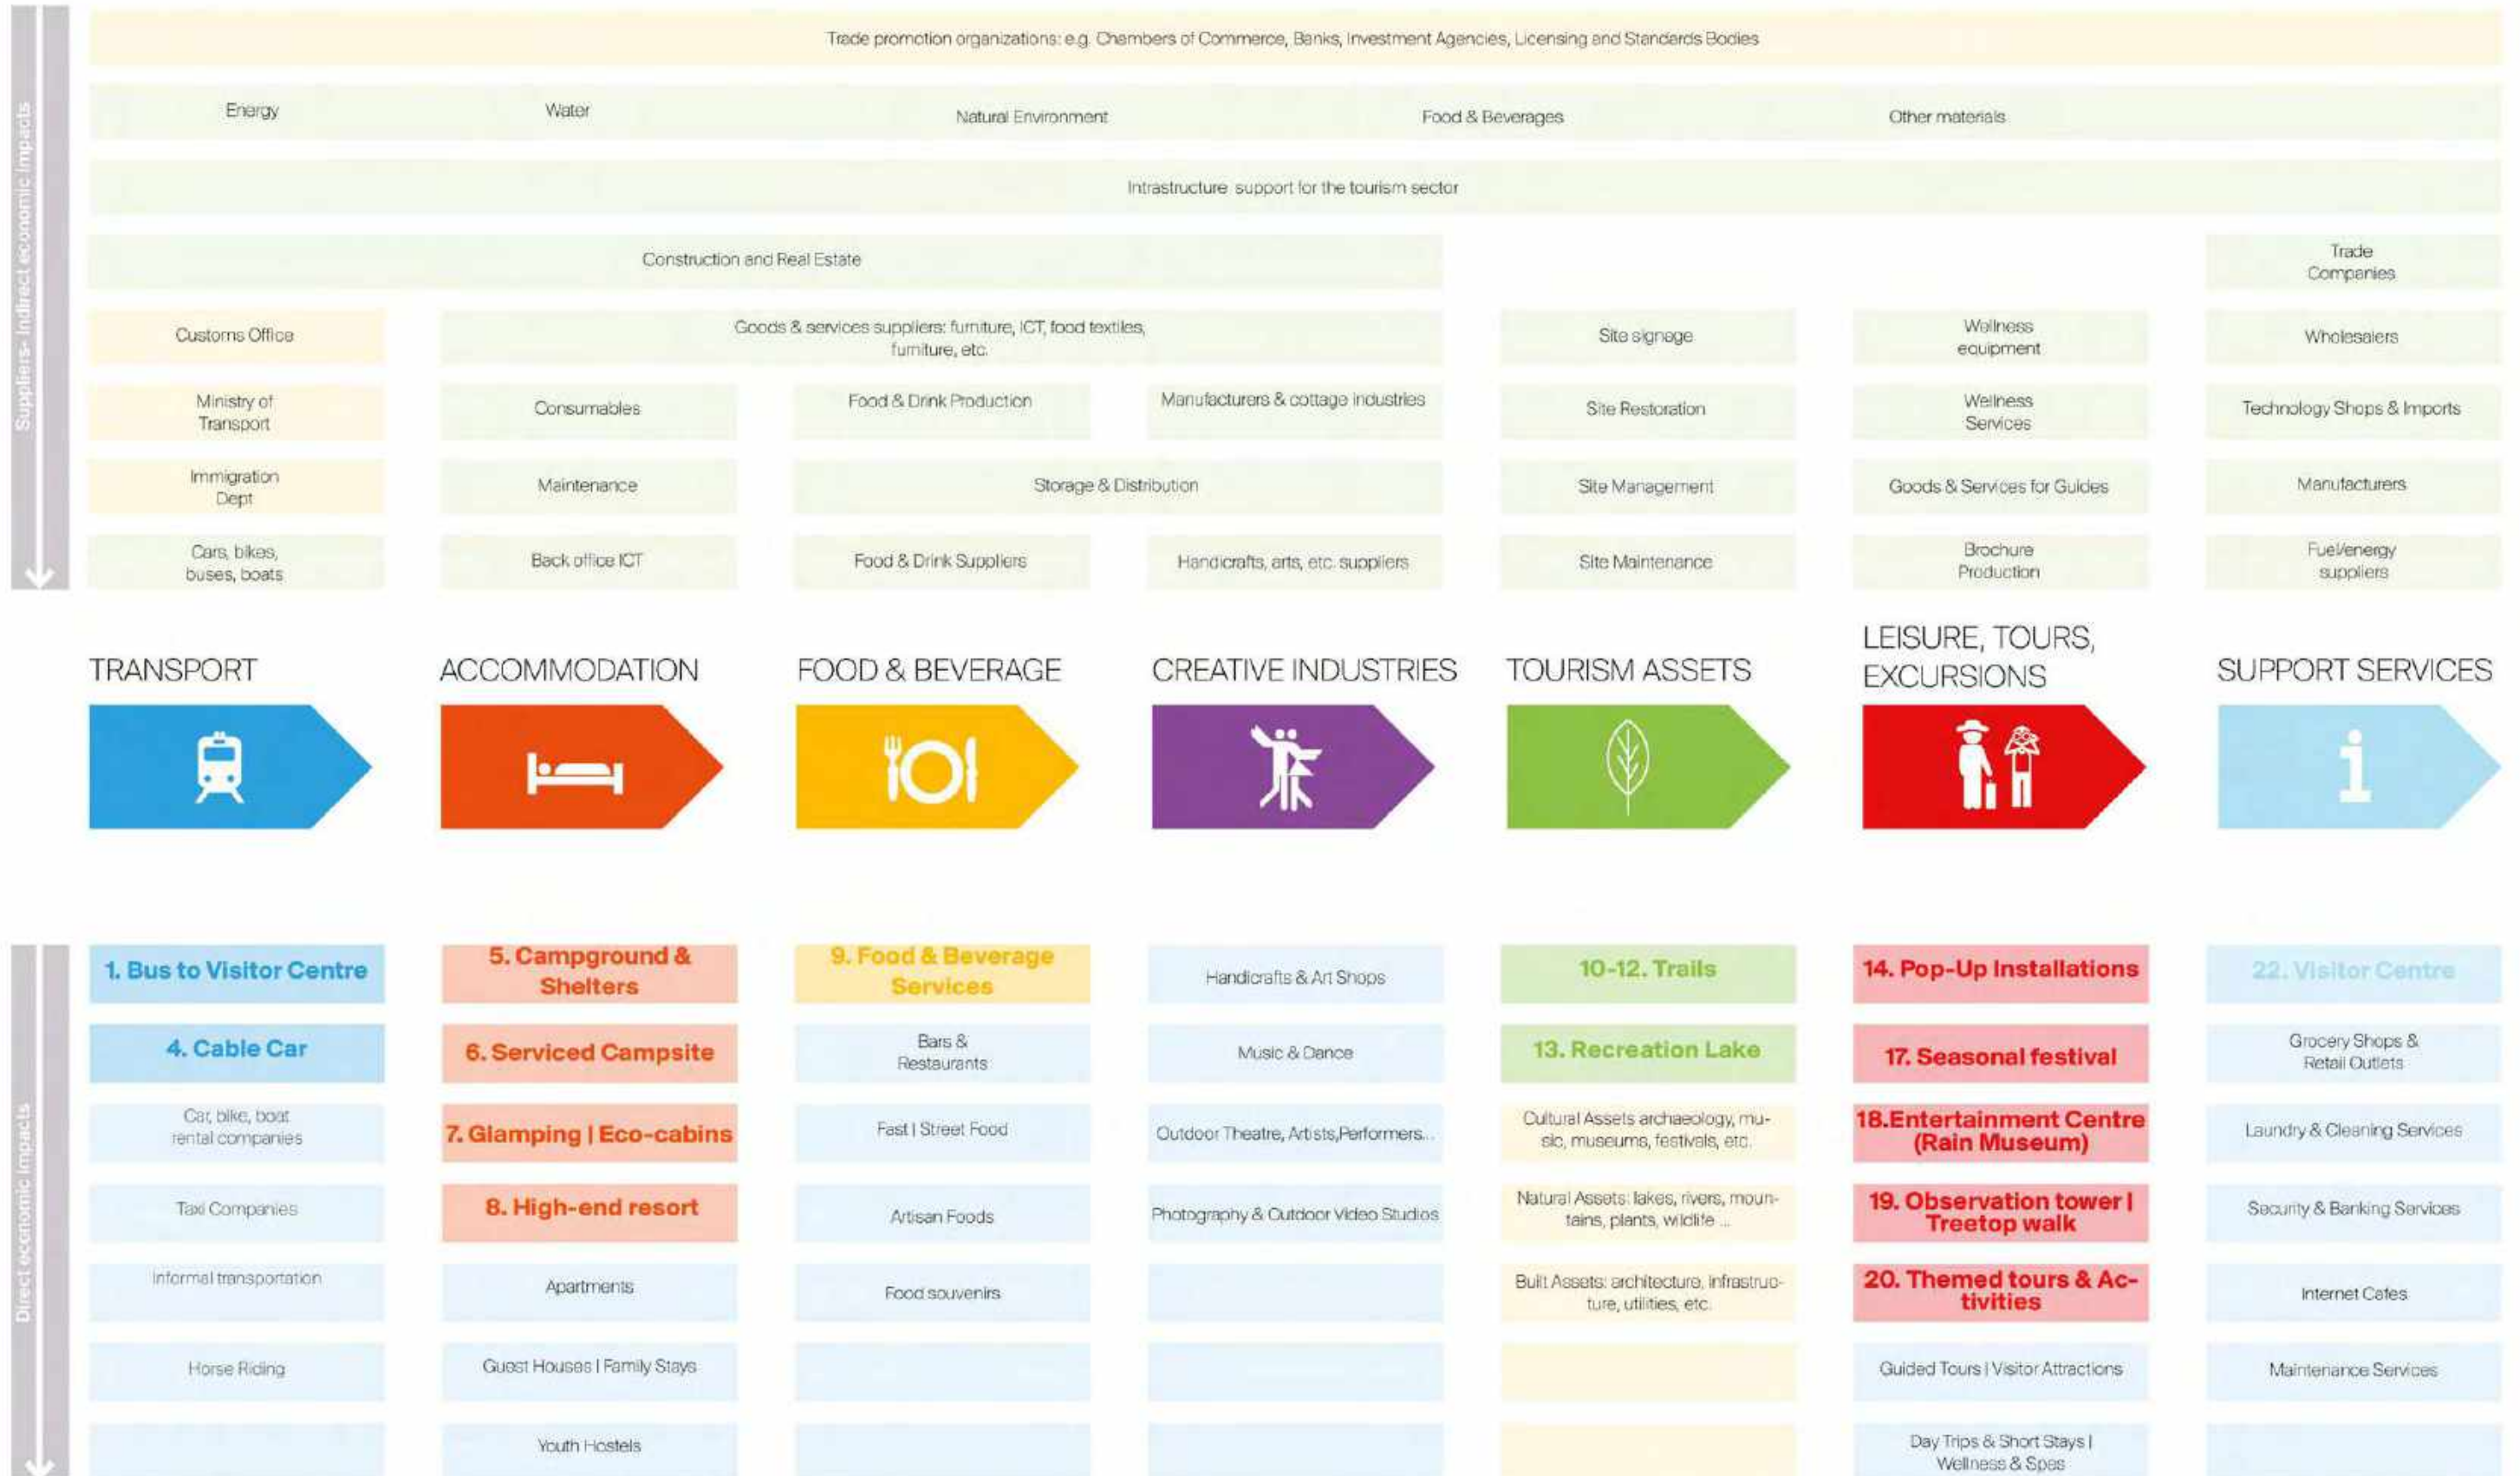 Suppliers- Indirect economic impacts
Trade promotion organizations: e.g. Chambers of Commerce, Banks, Investment Agencies, Licensing and Standards Bodies
Energy
Water
Natural Environment
Food & Beverages
Other materials
Intrastructure support for the tourism sector
Construction and Real Estate
Trade
Companies
Customs Office
Goods & services suppliers: furniture, ICT, food textiles,
furniture, etc.
Site signage
Wellness
equipment
Wholesalers
Ministry of
Transport
Consumables
Food & Drink Production
Manufacturers & cottage industries
Site Restoration
Wellness
Services
Technology Shops & Imports
Immigration
Dept
Maintenance
Storage & Distribution
Site Management
Goods & Services for Guides
Manufacturers
Cars, bikes,
buses, boats
Back office ICT
Food & Drink Suppliers
Handicrafts, arts, etc. suppliers
Site Maintenance
Brochure
Production
Fuel/energy
suppliers
TRANSPORT
ACCOMMODATION
FOOD & BEVERAGE
CREATIVE INDUSTRIES
TOURISM ASSETS
LEISURE, TOURS,
EXCURSIONS
SUPPORT SERVICES
i
Direct economic impacts
1. Bus to Visitor Centre
5. Campground &
Shelters
9. Food & Beverage
Services
Handicrafts & Art Shops
10-12. Trails
14. Pop-Up Installations
22. Visitor Centre
4. Cable Car
6. Serviced Campsite
Bars &
Restaurants
Music & Dance
13. Recreation Lake
17. Seasonal festival
Grocery Shops &
Retail Outlets
Car, bike, boat
rental companies
7. Glamping | Eco-cabins
Fast | Street Food
Outdoor Theatre, Artists,Performers...
Cultural Assets archaeology, mu-
sic, museums, festivals, etc.
18.Entertainment Centre
(Rain Museum)
Laundry & Cleaning Services
Taxi Companies
8. High-end resort
Artisan Foods
Photography & Outdoor Video Studios
Natural Assets: lakes, rivers, moun-
tains, plants, wildlife ...
19. Observation tower |
Treetop walk
Security & Banking Services
Informal transportation
Apartments
Food souvenirs
Built Assets: architecture, infrastruc-
ture, utilities, etc.
20. Themed tours & Ac-
tivities
Internet Cafes
Horse Riding
Guest Houses | Family Stays
Guided Tours | Visitor Attractions
Maintenance Services
Youth Hostels
Day Trips & Short Stays |
Wellness & Spas